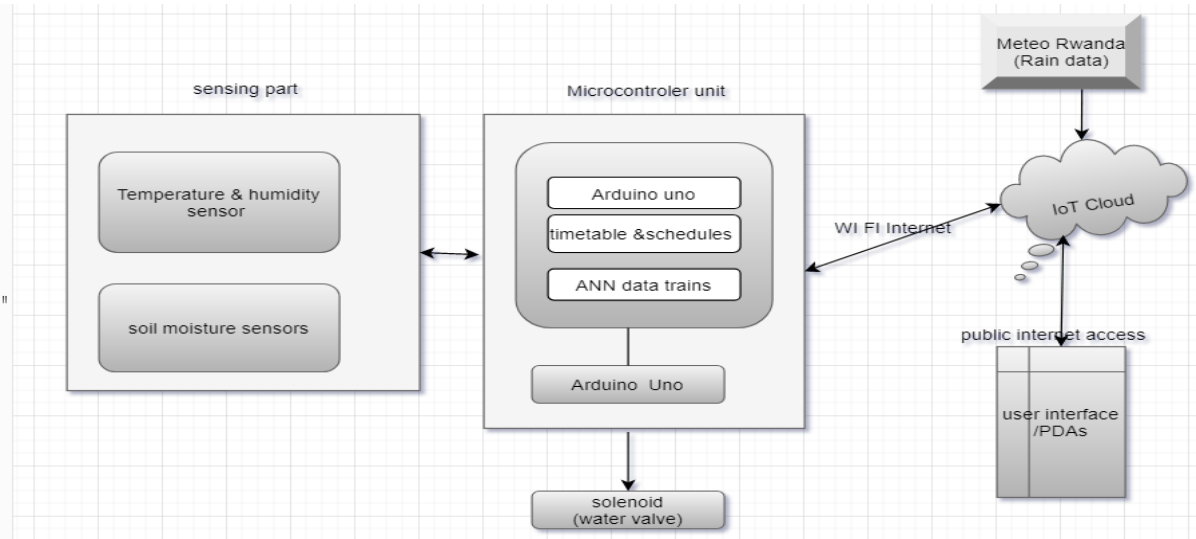 sensing part
Temperature & humidity
sensor
soil moisture sensors
Microcontroler unit
Arduino uno
timetable &schedules
ANN data trains
Arduino Uno
solenoid
(water valve)
WI FI Internet
Meteo Rwanda
(Rain data)
IoT Cloud
public internet access
user interface
/PDAs
"